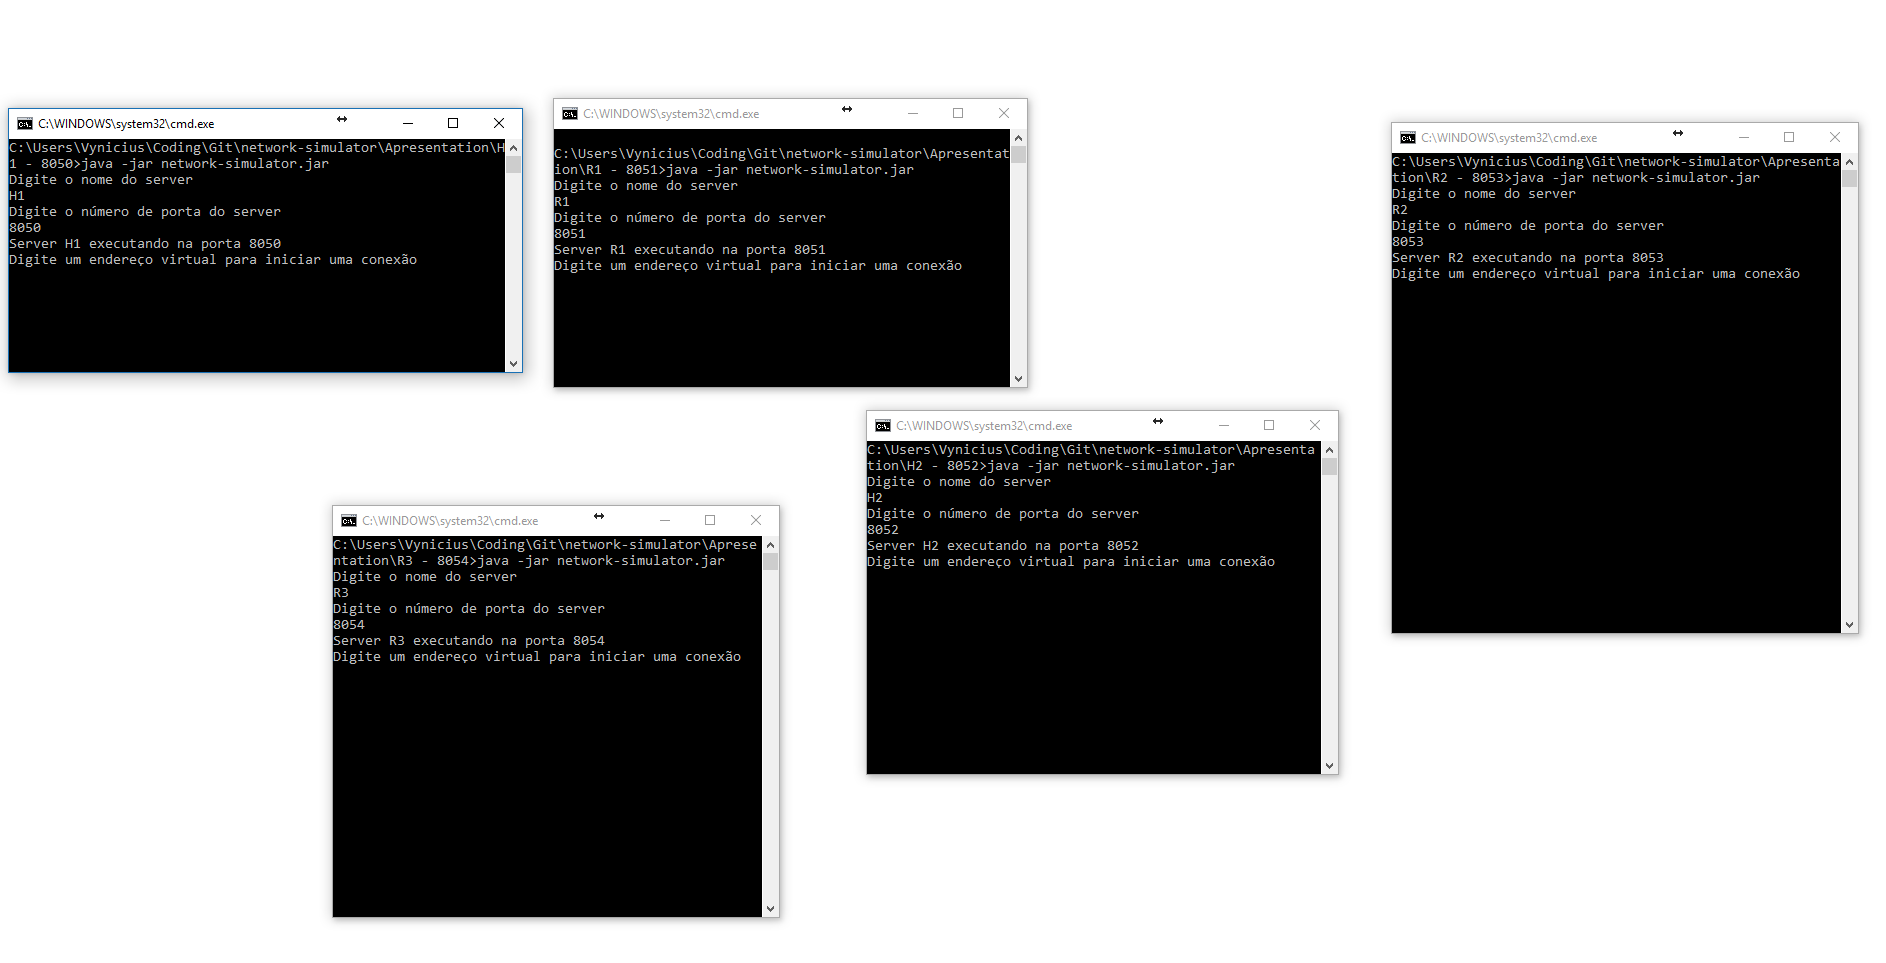 C:\WINDOWS\system32\cmd.exe
C:\Users\Vynicius\Coding\Git\network-simulator\Apresentation\H
1 - 8050>java -jar network-simulator.jar
Digite o nome do server
H1
Digite o número de porta do server
8050
Server H1 executando na porta 8050
Digite um endereço virtual para iniciar uma conexão
C:\WINDOWS\system32\cmd.exe
C:\Users\Vynicius\Coding\Git\network-simulator\Apresentat
ion\R1 - 8051>java -jar network-simulator.jar
Digite o nome do server
R1
Digite o número de porta do server
8051
Server R1 executando na porta 8051
Digite um endereço virtual para iniciar uma conexão
C:\WINDOWS\system32\cmd.exe
C:\Users\Vynicius\Coding\Git\network-simulator\Apresenta
tion\R2 - 8053>java -jar network-simulator.jar
Digite o nome do server
R2
Digite o número de porta do server
8053
Server R2 executando na porta 8053
Digite um endereço virtual para iniciar uma conexão
C:\WINDOWS\system32\cmd.exe
C:\Users\Vynicius\Coding\Git\network-simulator\Apresenta
tion\H2 - 8052>java -jar network-simulator.jar
Digite o nome do server
H2
Digite o número de porta do server
8052
Server H2 executando na porta 8052
Digite um endereço virtual para iniciar uma conexão
C:\WINDOWS\system32\cmd.exe
C:\Users\Vynicius\Coding\Git\network-simulator\Aprese
ntation\R3 - 8054>java -jar network-simulator.jar
Digite o nome do server
R3
Digite o número de porta do server
8054
Server R3 executando na porta 8054
Digite um endereço virtual para iniciar uma conexão